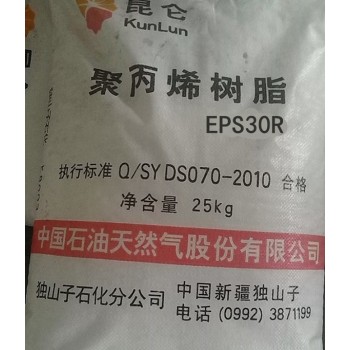 昆仑
KunLun
聚丙烯树脂
EPS30R
执行标准 Q/SY DS070-2010 合格
净含量 25kg
中国石油天然气股份有限公司
独山子石化分公司
中国新疆独山子
电话 (0992) 3871199